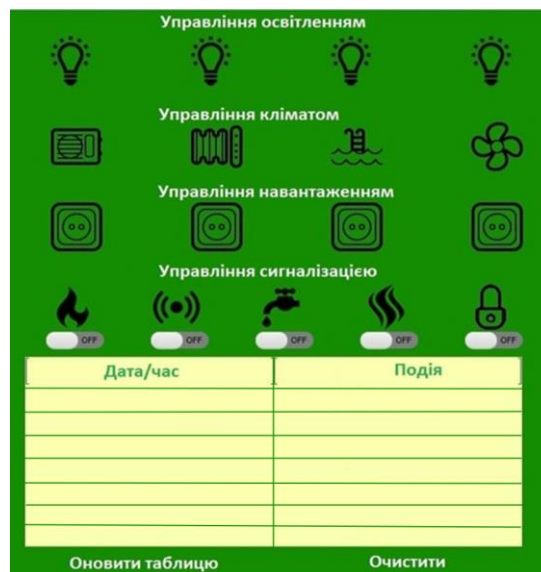 Управління освітленням
Управління кліматом
Управління навантаженням
Управління сигналізацією
OFF OFF OFF OFF OFF
Дата/час Подія
Оновити таблицю Очистити